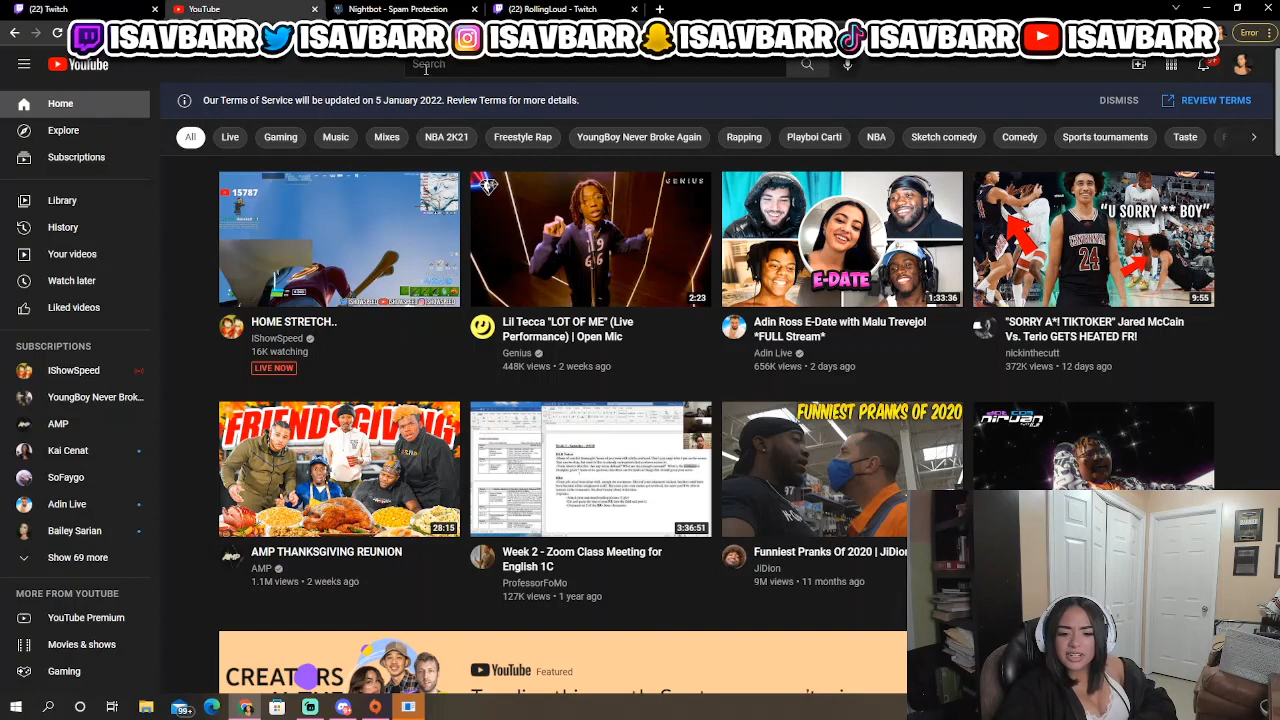 (22) Twitch
YouTube
Nightbot - Spam Protection
(2) RollingLoud - Twitch
ISAVBARR ISAVBARR ISAVBARR ISA.VBARR ISAVBARR ISAVBARR
Error
YouTube
Search
9+
Home
Explore
Subscriptions
Library
History
Your videos
Watch later
Liked videos
SUBSCRIPTIONS
IShowSpeed
YoungBoy Never Bro...
AMP
Kai Cenat
SoFaygo
Adin Live
Bailey Sarian
Show 69 more
MORE FROM YOUTUBE
YouTube Premium
Movies & shows
Gaming
Our Terms of Service will be updated on 5 January 2022. Review Terms for more details.
DISMISS
REVIEW TERMS
All Live Gaming Music Mixes NBA 2K21 Freestyle Rap YoungBoy Never Broke Again Rapping Playboi Carti NBA Sketch comedy Comedy Sports tournaments Taste
15787
ISHOWSPEED
HOME STRETCH..
IShowSpeed
16K watching
LIVE NOW
GENIUS
2:23
Lil Tecca "LOT OF ME" (Live
Performance) | Open Mic
Genius
448K views • 2 weeks ago
E-DATE
1:33:36
Adin Ross E-Date with Malu Trevejo!
*FULL Stream*
Adin Live
656K views • 2 days ago
"U SORRY ** BOY"
24
9:55
"SORRY A*! TIKTOKER" Jared McCain
Vs. Terio GETS HEATED FR!
nickinthecutt
372K views • 12 days ago
FRIENDSGIVING
28:15
AMP THANKSGIVING REUNION
AMP
1.1M views • 2 weeks ago
3:36:51
Week 2 - Zoom Class Meeting for
English 1C
ProfessorFoMo
127K views • 1 year ago
FUNNIEST PRANKS OF 2020
Funniest Pranks Of 2020 | JiDion
JiDion
9M views • 11 months ago
CREATORS
YouTube
Featured
99+